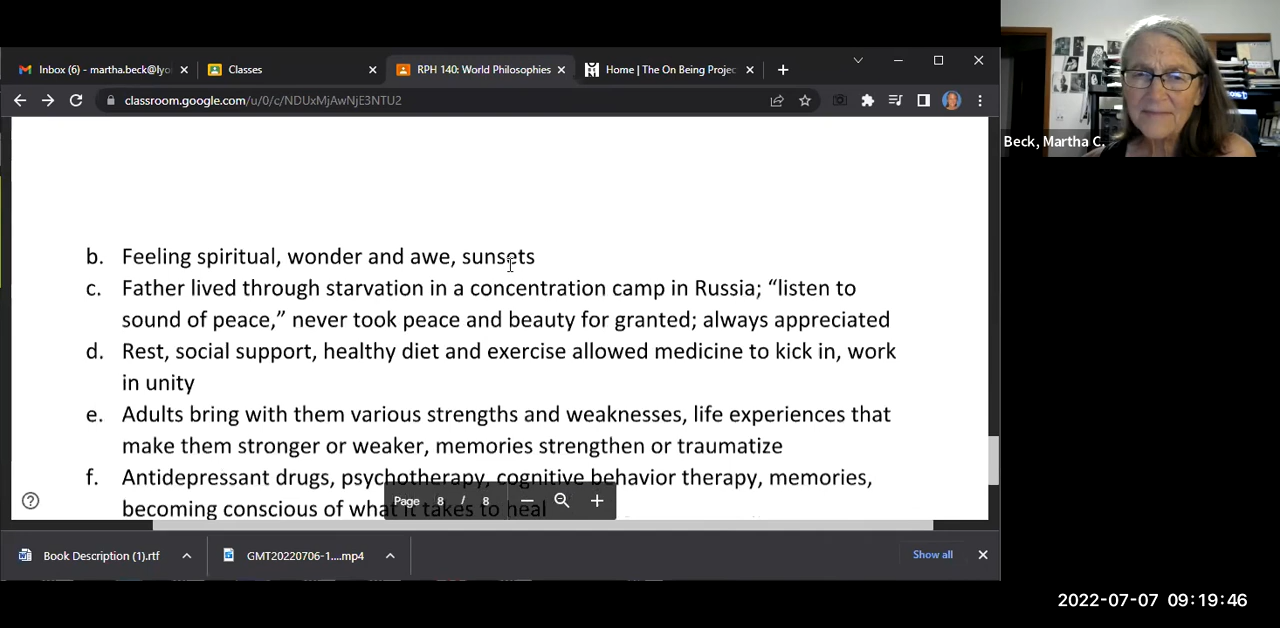 Inbox (6) - martha.beck@lyo
Classes
RPH 140: World Philosophies
Home | The On Being Projec
classroom.google.com/u/0/c/NDUxMjAwNjE3NTU2
Beck, Martha C.
b. Feeling spiritual, wonder and awe, sunsets
c. Father lived through starvation in a concentration camp in Russia; “listen to
sound of peace,” never took peace and beauty for granted; always appreciated
d. Rest, social support, healthy diet and exercise allowed medicine to kick in, work
in unity
e. Adults bring with them various strengths and weaknesses, life experiences that
make them stronger or weaker, memories strengthen or traumatize
f. Antidepressant drugs, psychotherapy, cognitive behavior therapy, memories,
becoming conscious of what it takes to heal
Page 8 / 8
Book Description (1).rtf
GMT20220706-1....mp4
Show all
2022-07-07 09:19:46